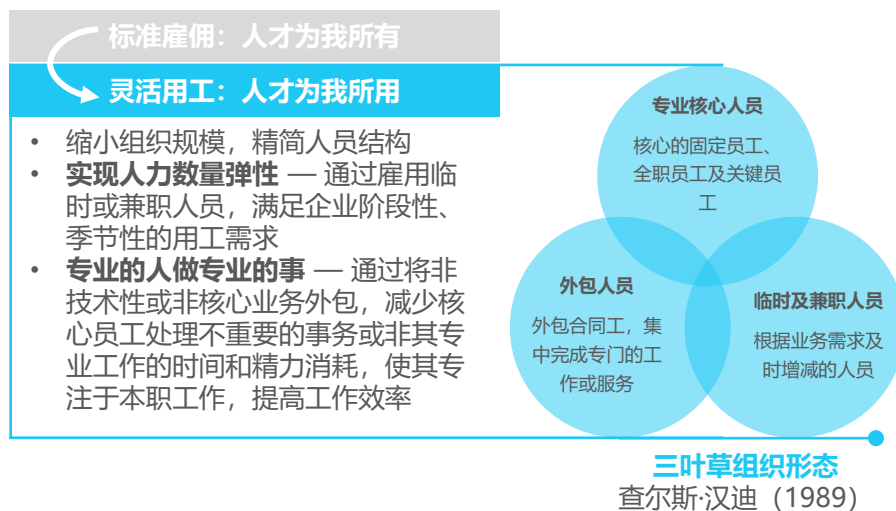 标准雇佣：人才为我所有
灵活用工：人才为我所用
• 缩小组织规模，精简人员结构
• 实现人力数量弹性 — 通过雇用临
时或兼职人员，满足企业阶段性、
季节性的用工需求
• 专业的人做专业的事 — 通过将非
技术性或非核心业务外包，减少核
心员工处理不重要的事务或非其专
业工作的时间和精力消耗，使其专
注于本职工作，提高工作效率
专业核心人员
核心的固定员工、
全职员工及关键员
工
外包人员
外包合同工，集
中完成专门的工
作或服务
临时及兼职人员
根据业务需求及
时增减的人员
三叶草组织形态
查尔斯·汉迪（1989）